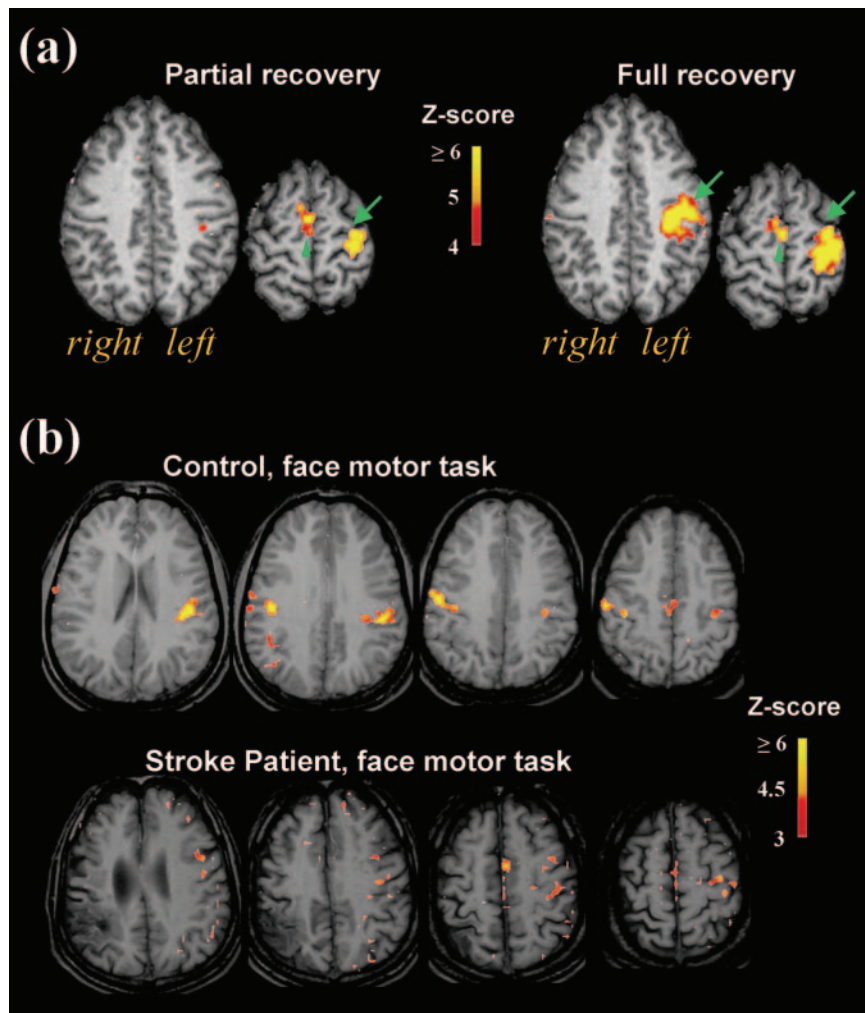 (a)
Partial recovery
Full recovery
Z-score
≥ 6
5
4
right left
right left
(b)
Control, face motor task
Z-score
≥ 6
4.5
3
Stroke Patient, face motor task